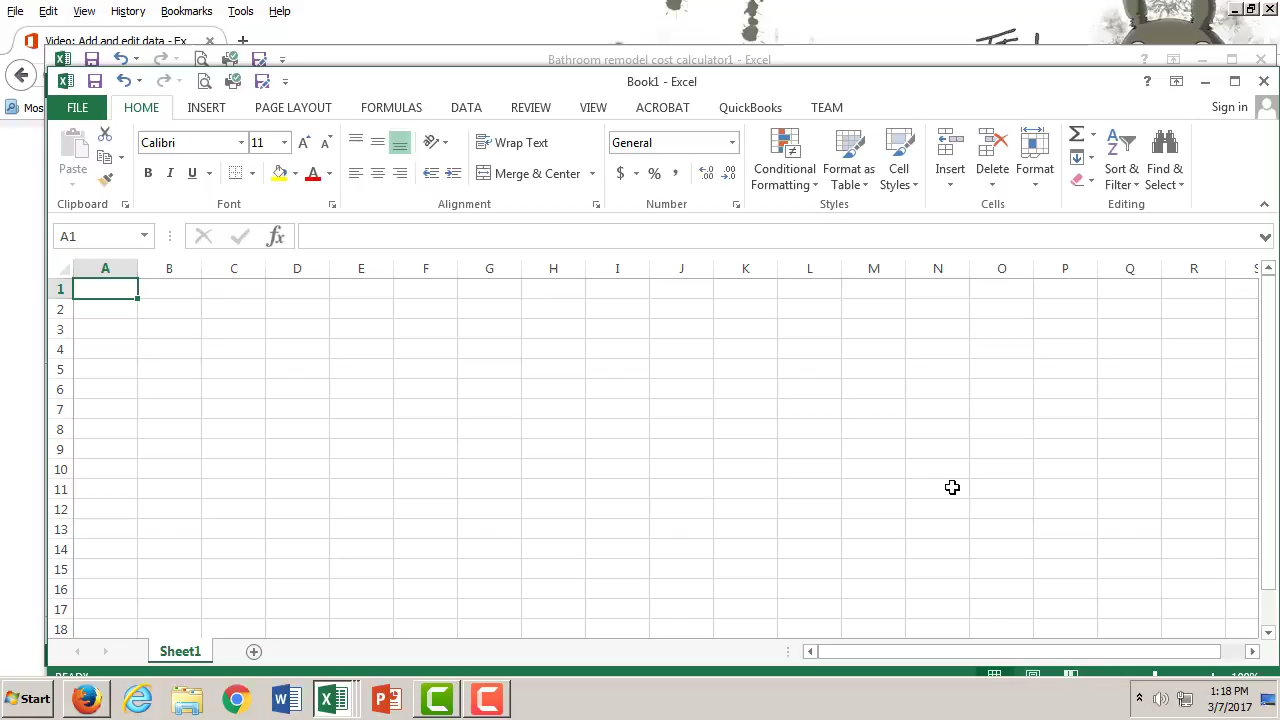 File Edit View History Bookmarks Tools Help
Video: Add and edit data - Ex
Bathroom remodel cost calculator1 - Excel
Book1 - Excel
Mos
FILE HOME INSERT PAGE LAYOUT FORMULAS DATA REVIEW VIEW ACROBAT QuickBooks TEAM Sign in
Paste
Calibri 11
B I U
Wrap Text
Merge & Center
General
$ % ,
Conditional Formatting
Format as Table
Cell Styles
Insert Delete Format
Sort & Filter
Find & Select
Clipboard Font Alignment Number Styles Cells Editing
A1 fx
A B C D E F G H I J K L M N O P Q R
1
2
3
4
5
6
7
8
9
10
11
12
13
14
15
16
17
18
Sheet1
READY 100%
Start
1:18 PM
3/7/2017